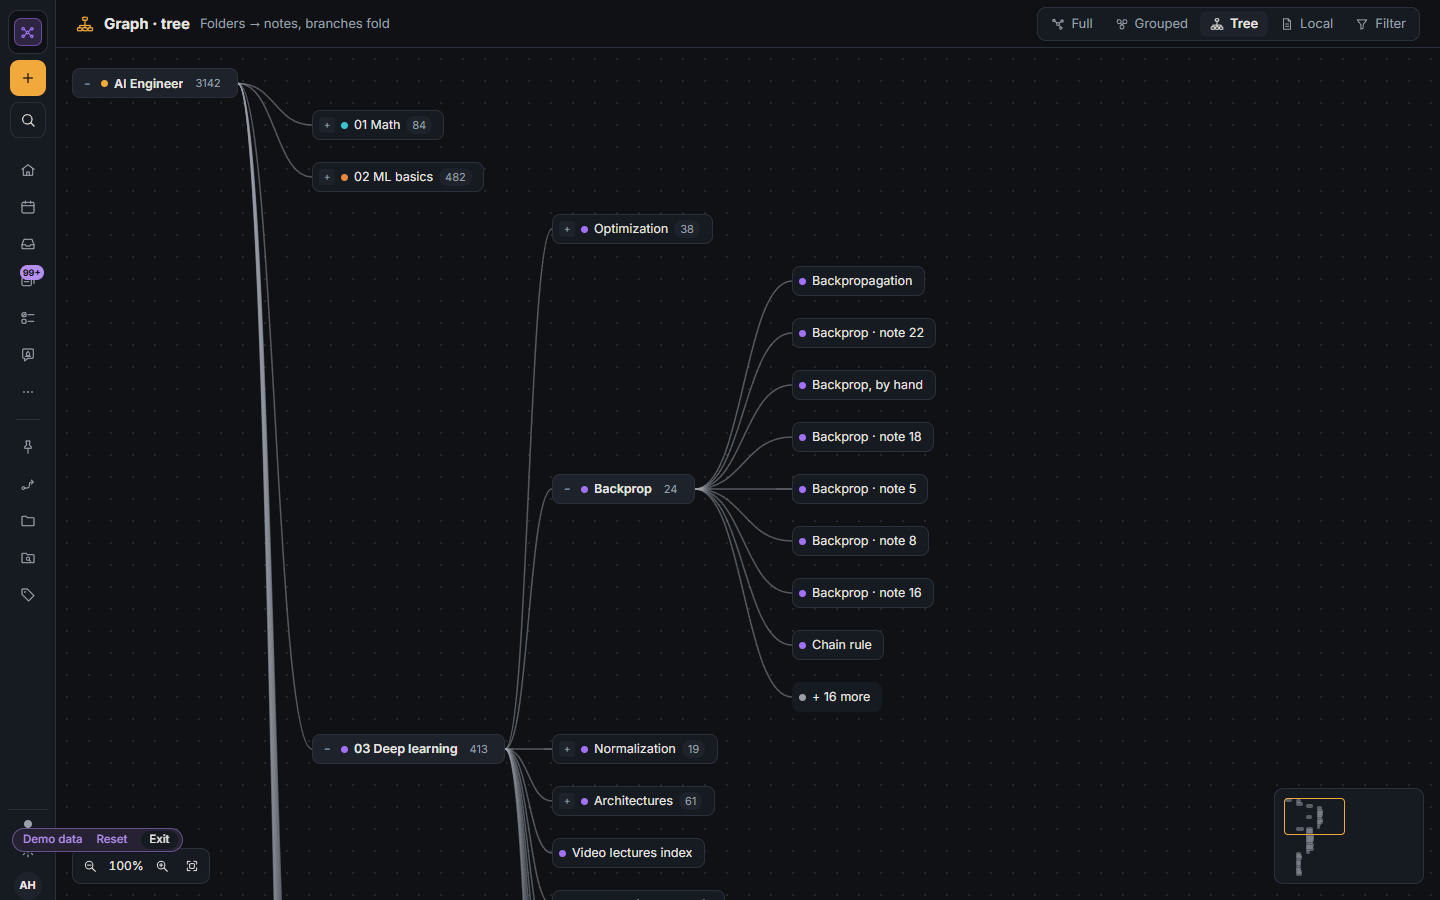 Graph · tree Folders → notes, branches fold
Full Grouped Tree Local Filter
AI Engineer 3142
01 Math 84
02 ML basics 482
Optimization 38
Backpropagation
Backprop · note 22
Backprop, by hand
Backprop · note 18
Backprop 24
Backprop · note 5
Backprop · note 8
Backprop · note 16
Chain rule
+ 16 more
03 Deep learning 413
Normalization 19
Architectures 61
Video lectures index
99+
Demo data Reset Exit
100%
AH